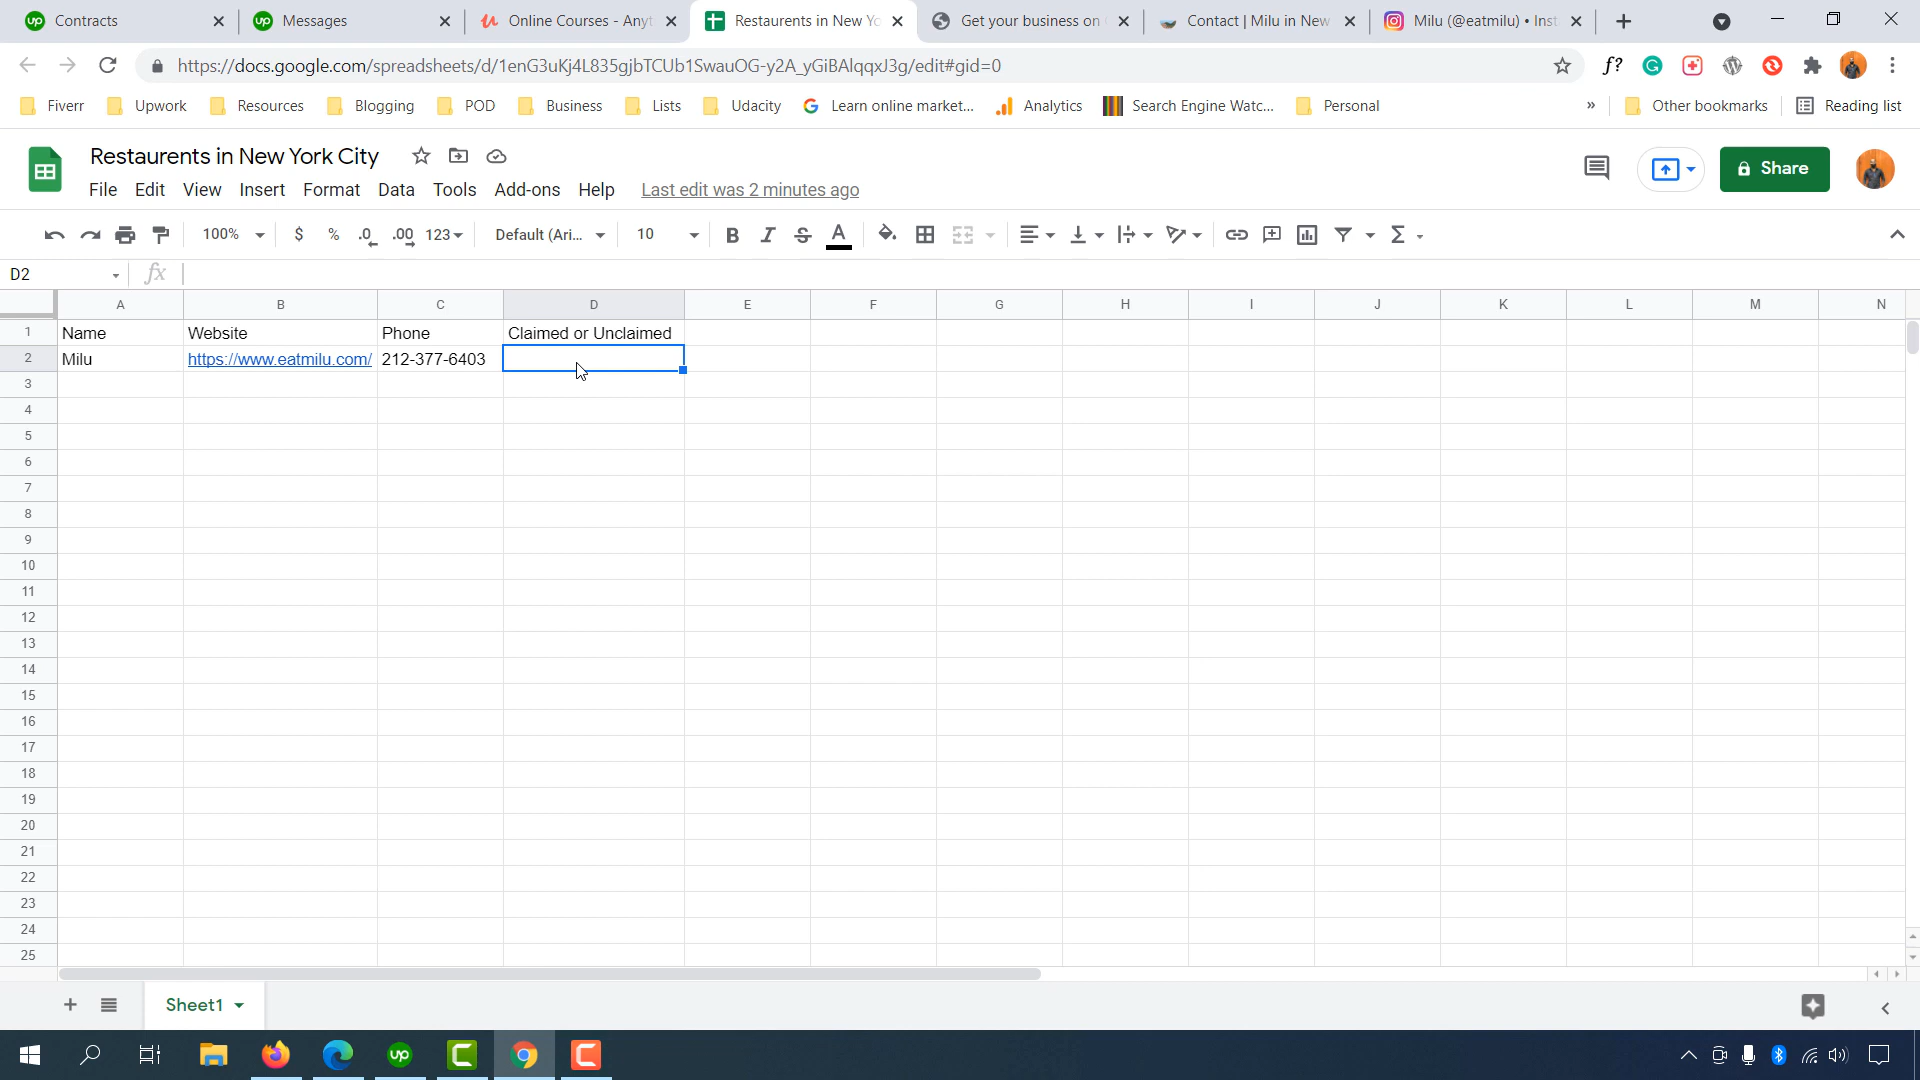 Contracts
Messages
Online Courses - Anyt
Restaurents in New Yo
Get your business on
Contact | Milu in New
Milu (@eatmilu) • Inst
https://docs.google.com/spreadsheets/d/1enG3uKj4L835gjbTCUb1SwauOG-y2A_yGiBAlqqxJ3g/edit#gid=0
f?
Fiverr
Upwork
Resources
Blogging
POD
Business
Lists
Udacity
Learn online market...
Analytics
Search Engine Watc...
Personal
»
Other bookmarks
Reading list
Restaurents in New York City
File Edit View Insert Format Data Tools Add-ons Help Last edit was 2 minutes ago
Share
100% $ % .0 .00 123 Default (Ari... 10 B I S A Σ
D2 fx
A B C D E F G H I J K L M N
1 Name Website Phone Claimed or Unclaimed
2 Milu https://www.eatmilu.com/ 212-377-6403
3
4
5
6
7
8
9
10
11
12
13
14
15
16
17
18
19
20
21
22
23
24
25
Sheet1